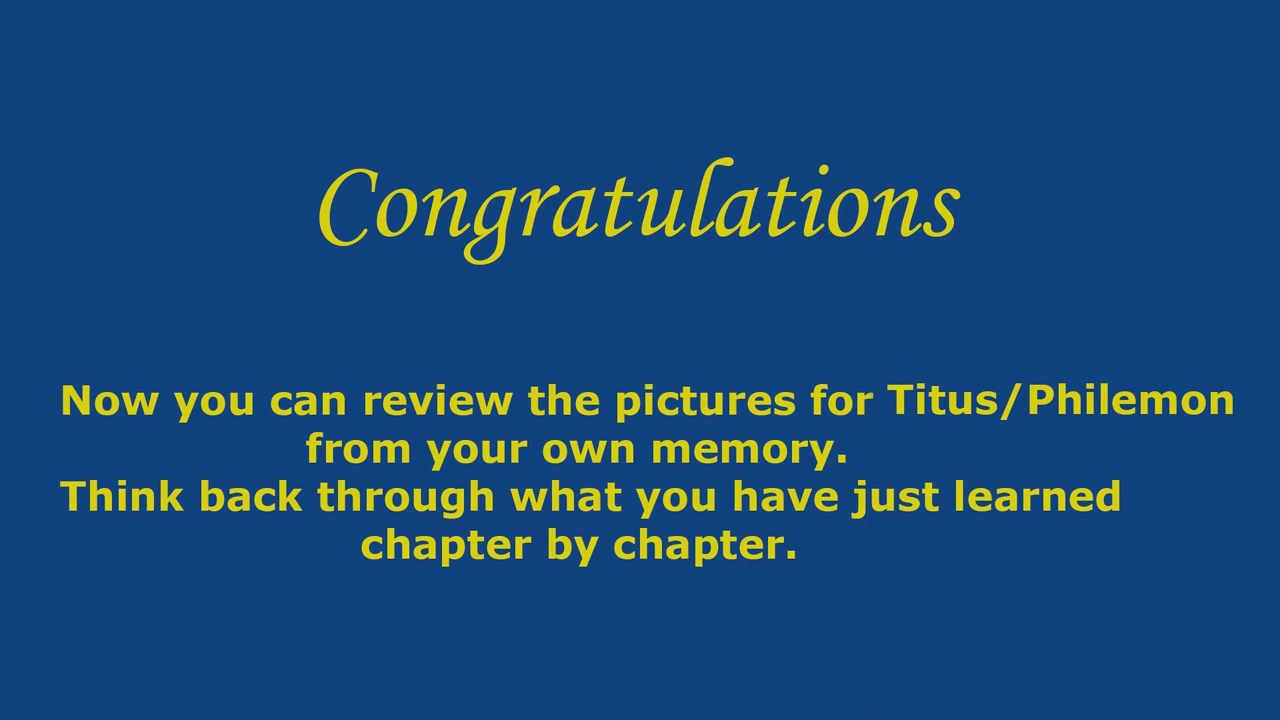 Congratulations
Now you can review the pictures for Titus/Philemon
from your own memory.
Think back through what you have just learned
chapter by chapter.